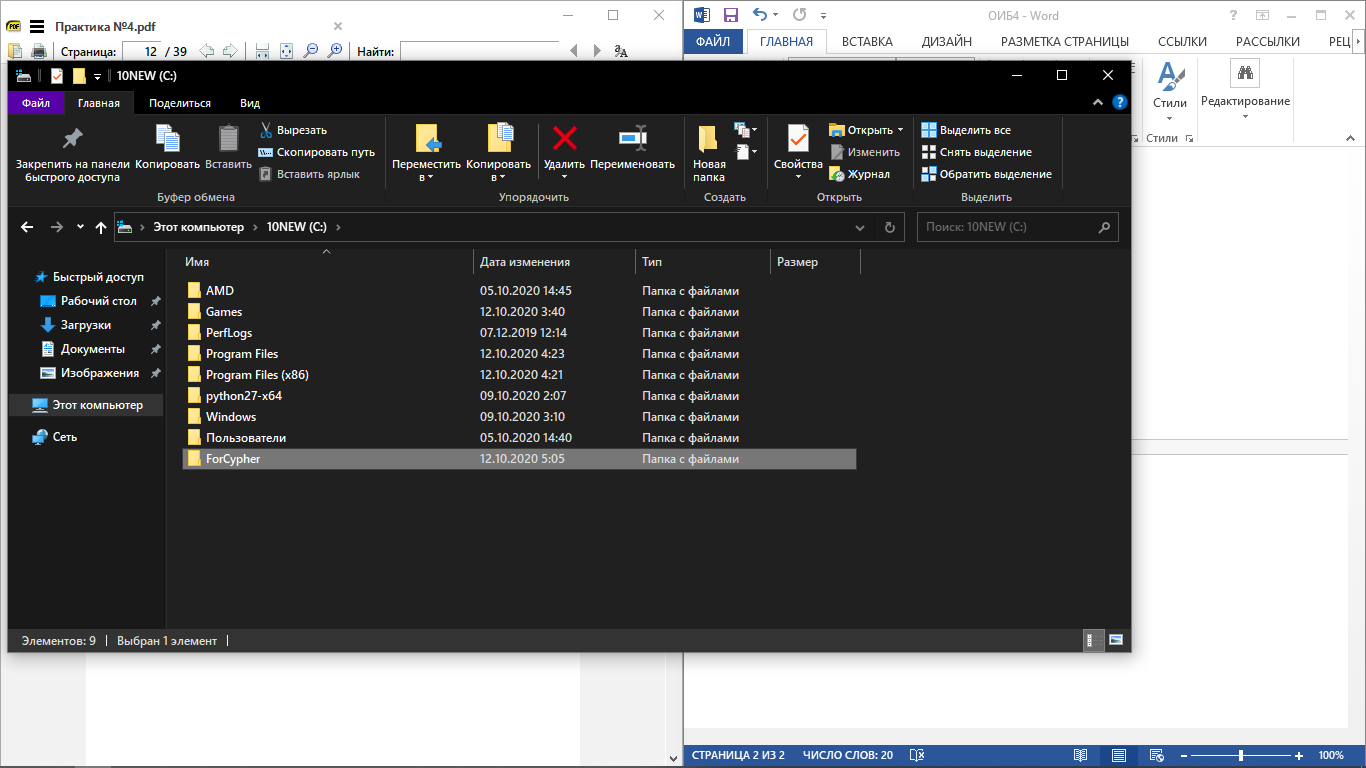 Практика №4.pdf
Страница: 12 / 39
Найти:
ОИБ4 - Word
ФАЙЛ ГЛАВНАЯ ВСТАВКА ДИЗАЙН РАЗМЕТКА СТРАНИЦЫ ССЫЛКИ РАССЫЛКИ РЕЦ
Стили
Редактирование
Стили
10NEW (C:)
Файл Главная Поделиться Вид
Закрепить на панели
быстрого доступа
Копировать
Вставить
Вырезать
Скопировать путь
Вставить ярлык
Буфер обмена
Переместить
в
Копировать
в
Удалить
Переименовать
Упорядочить
Новая
папка
Создать
Свойства
Открыть
Изменить
Журнал
Открыть
Выделить все
Снять выделение
Обратить выделение
Выделить
Этот компьютер 10NEW (C:)
Поиск: 10NEW (C:)
Быстрый доступ
Рабочий стол
Загрузки
Документы
Изображения
Этот компьютер
Сеть
Имя Дата изменения Тип Размер
AMD 05.10.2020 14:45 Папка с файлами
Games 12.10.2020 3:40 Папка с файлами
PerfLogs 07.12.2019 12:14 Папка с файлами
Program Files 12.10.2020 4:23 Папка с файлами
Program Files (x86) 12.10.2020 4:21 Папка с файлами
python27-x64 09.10.2020 2:07 Папка с файлами
Windows 09.10.2020 3:10 Папка с файлами
Пользователи 05.10.2020 14:40 Папка с файлами
ForCypher 12.10.2020 5:05 Папка с файлами
Элементов: 9 Выбран 1 элемент
СТРАНИЦА 2 ИЗ 2 ЧИСЛО СЛОВ: 20 100%